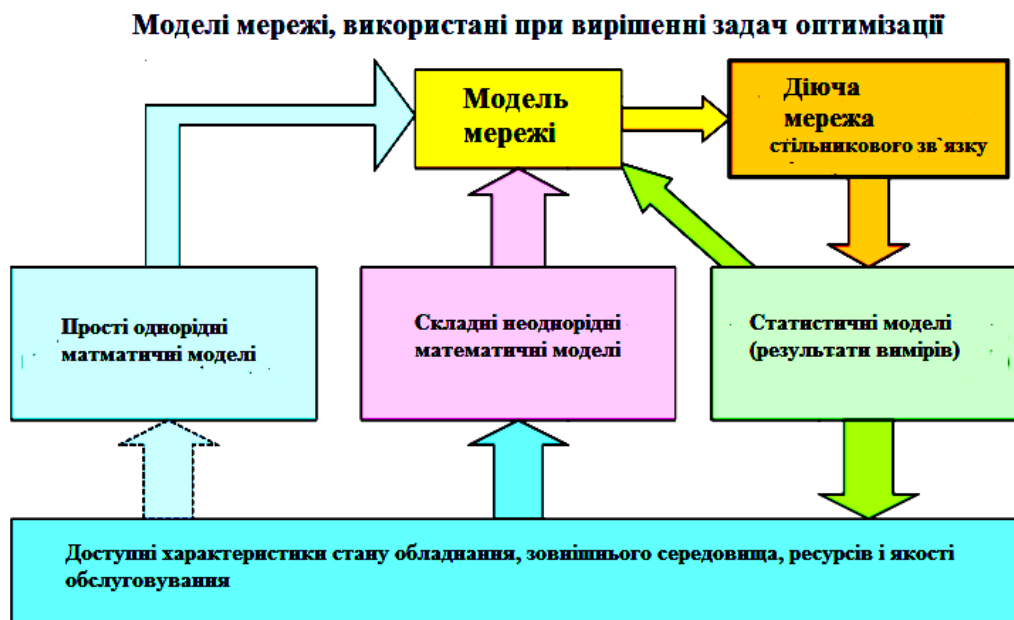 Моделі мережі, використані при вирішенні задач оптимізації
Модель
мережі
Діюча
мережа
стільникового зв`язку
Прості однорідні
матматичні моделі
Складні неоднорідні
математичні моделі
Статистичні моделі
(результати вимірів)
Доступні характеристики стану обладнання, зовнішнього середовища, ресурсів і якості
обслуговування